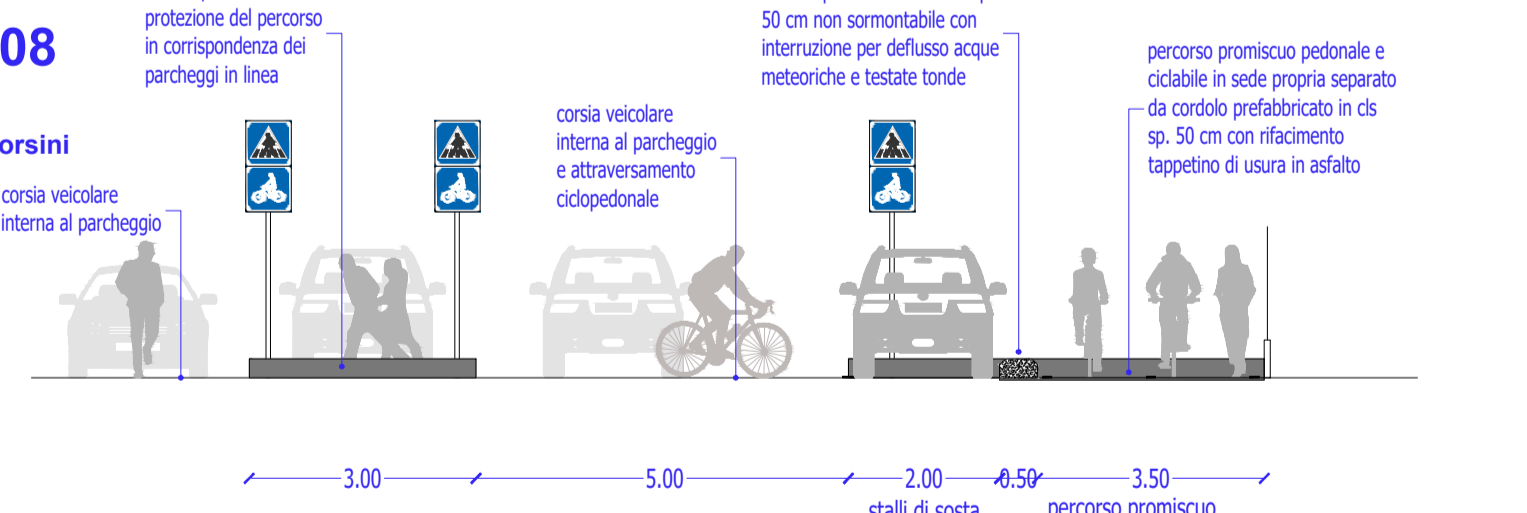 protezione del percorso
in corrispondenza dei
parcheggi in linea
08
orsini
corsia veicolare
interna al parcheggio
corsia veicolare
interna al parcheggio
e attraversamento
ciclopedonale
50 cm non sormontabile con
interruzione per deflusso acque
meteoriche e testate tonde
percorso promiscuo pedonale e
ciclabile in sede propria separato
da cordolo prefabbricato in cls
sp. 50 cm con rifacimento
tappetino di usura in asfalto
3.00
5.00
2.00
0.50
3.50
stalli di sosta
percorso promiscuo